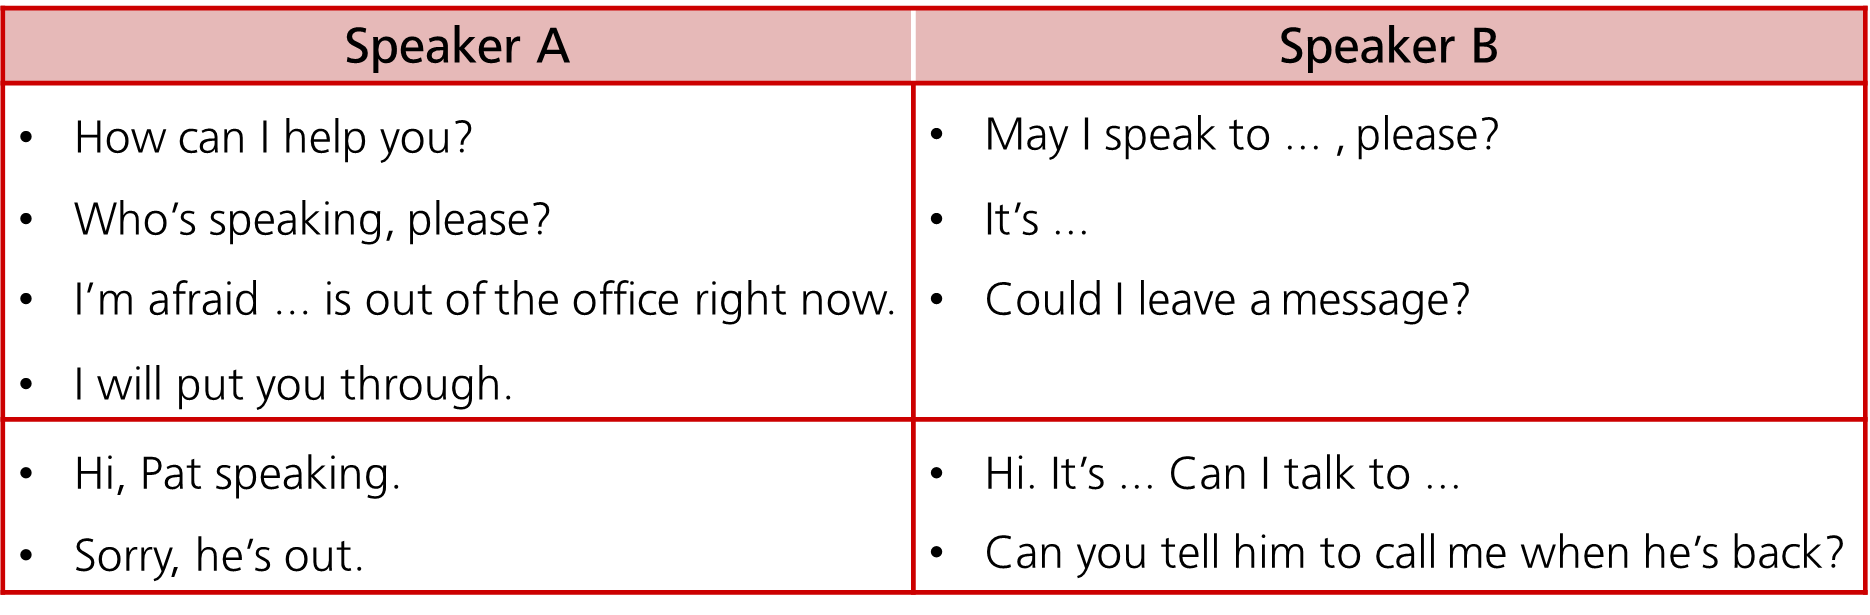 Speaker A
Speaker B
• How can I help you?
• Who’s speaking, please?
• I’m afraid … is out of the office right now.
• I will put you through.
• May I speak to … , please?
• It’s …
• Could I leave a message?
• Hi, Pat speaking.
• Sorry, he’s out.
• Hi. It’s … Can I talk to …
• Can you tell him to call me when he’s back?